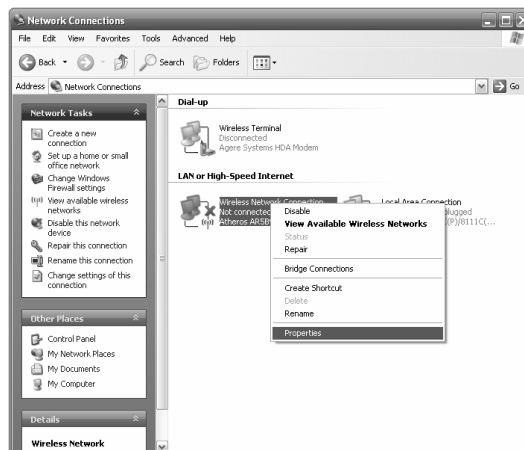 Network Connections
File Edit View Favorites Tools Advanced Help
Back Search Folders
Address Network Connections Go
Network Tasks
Create a new
connection
Set up a home or small
office network
Change Windows
Firewall settings
View available wireless
networks
Disable this network
device
Repair this connection
Rename this connection
Change settings of this
connection
Other Places
Control Panel
My Network Places
My Documents
My Computer
Details
Wireless Network
Dial-up
Wireless Terminal
Disconnected
Agere Systems HDA Modem
LAN or High-Speed Internet
Wireless Network Connection
Not connected
Atheros AR5B
Local Area Connection
(P)/8111C(...
Disable
View Available Wireless Networks
Status
Repair
Bridge Connections
Create Shortcut
Delete
Rename
Properties